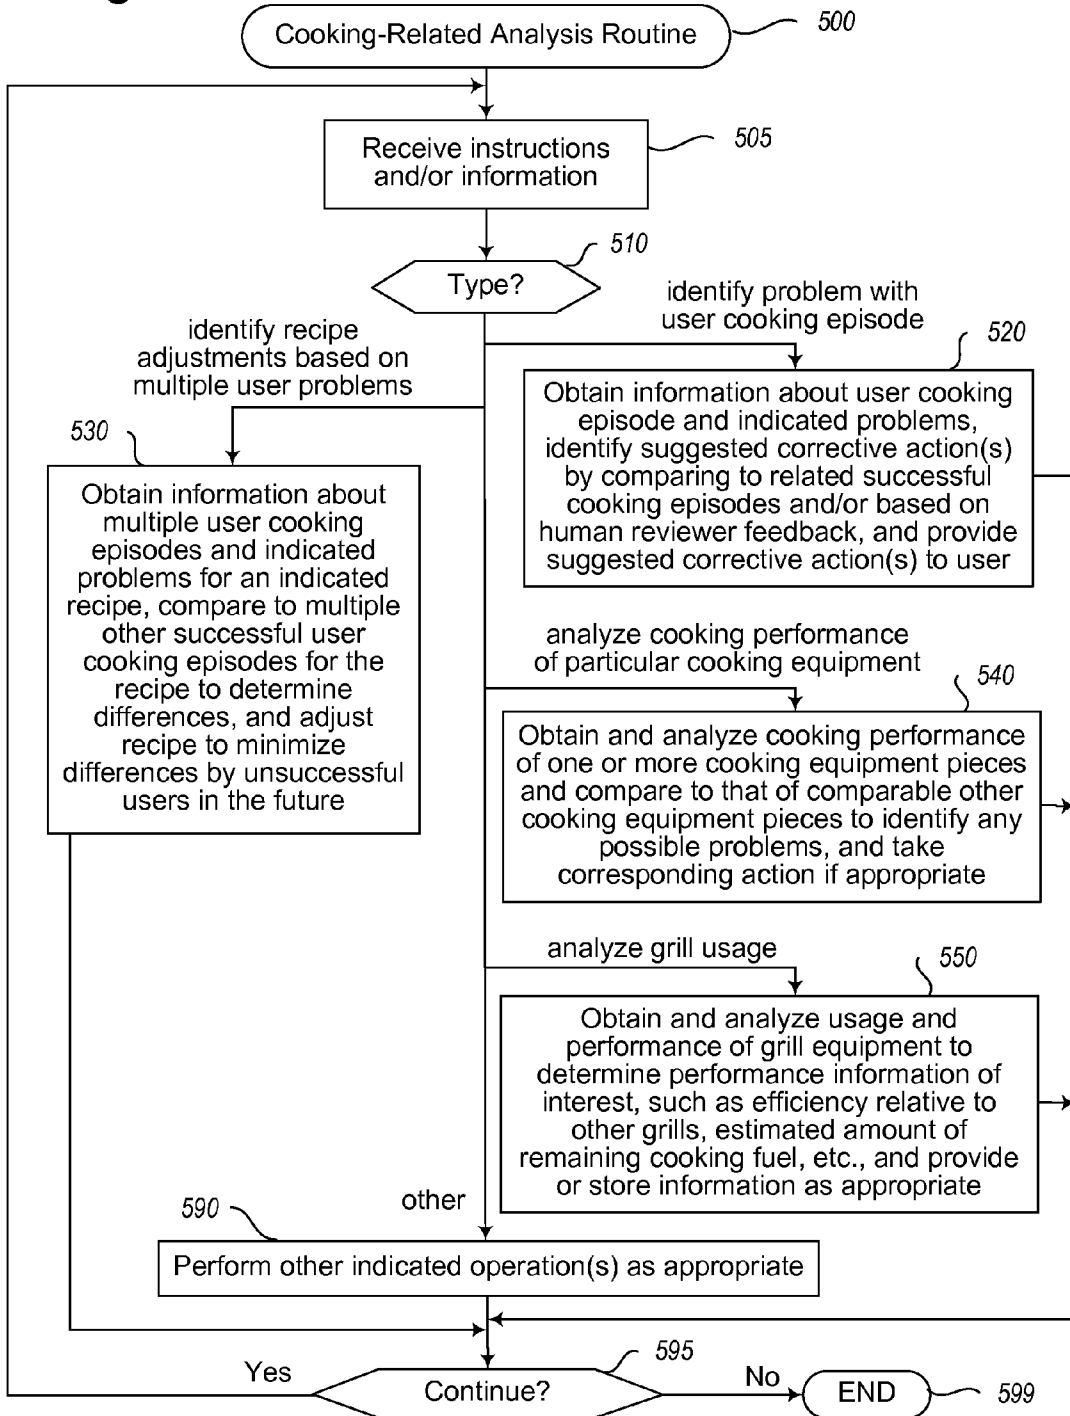 Cooking-Related Analysis Routine
500
Receive instructions
and/or information
505
Type?
510
identify problem with
user cooking episode
520
Obtain information about user cooking
episode and indicated problems,
identify suggested corrective action(s)
by comparing to related successful
cooking episodes and/or based on
human reviewer feedback, and provide
suggested corrective action(s) to user
identify recipe
adjustments based on
multiple user problems
530
Obtain information about
multiple user cooking
episodes and indicated
problems for an indicated
recipe, compare to multiple
other successful user
cooking episodes for the
recipe to determine
differences, and adjust
recipe to minimize
differences by unsuccessful
users in the future
analyze cooking performance
of particular cooking equipment
540
Obtain and analyze cooking performance
of one or more cooking equipment pieces
and compare to that of comparable other
cooking equipment pieces to identify any
possible problems, and take
corresponding action if appropriate
analyze grill usage
550
Obtain and analyze usage and
performance of grill equipment to
determine performance information of
interest, such as efficiency relative to
other grills, estimated amount of
remaining cooking fuel, etc., and provide
or store information as appropriate
other
590
Perform other indicated operation(s) as appropriate
595
Yes
Continue?
No
END
599